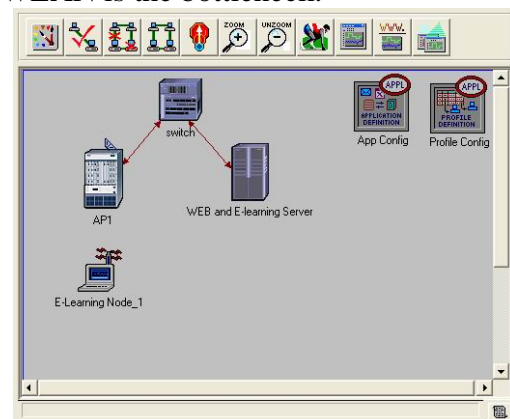 WLAN is the bottleneck.
ZOOM
UNZOOM
WWW.
APPL
APPL
APPLICATION
DEFINITION
PROFILE
DEFINITION
App Config
Profile Config
switch
AP1
WEB and E-learning Server
E-Learning Node_1